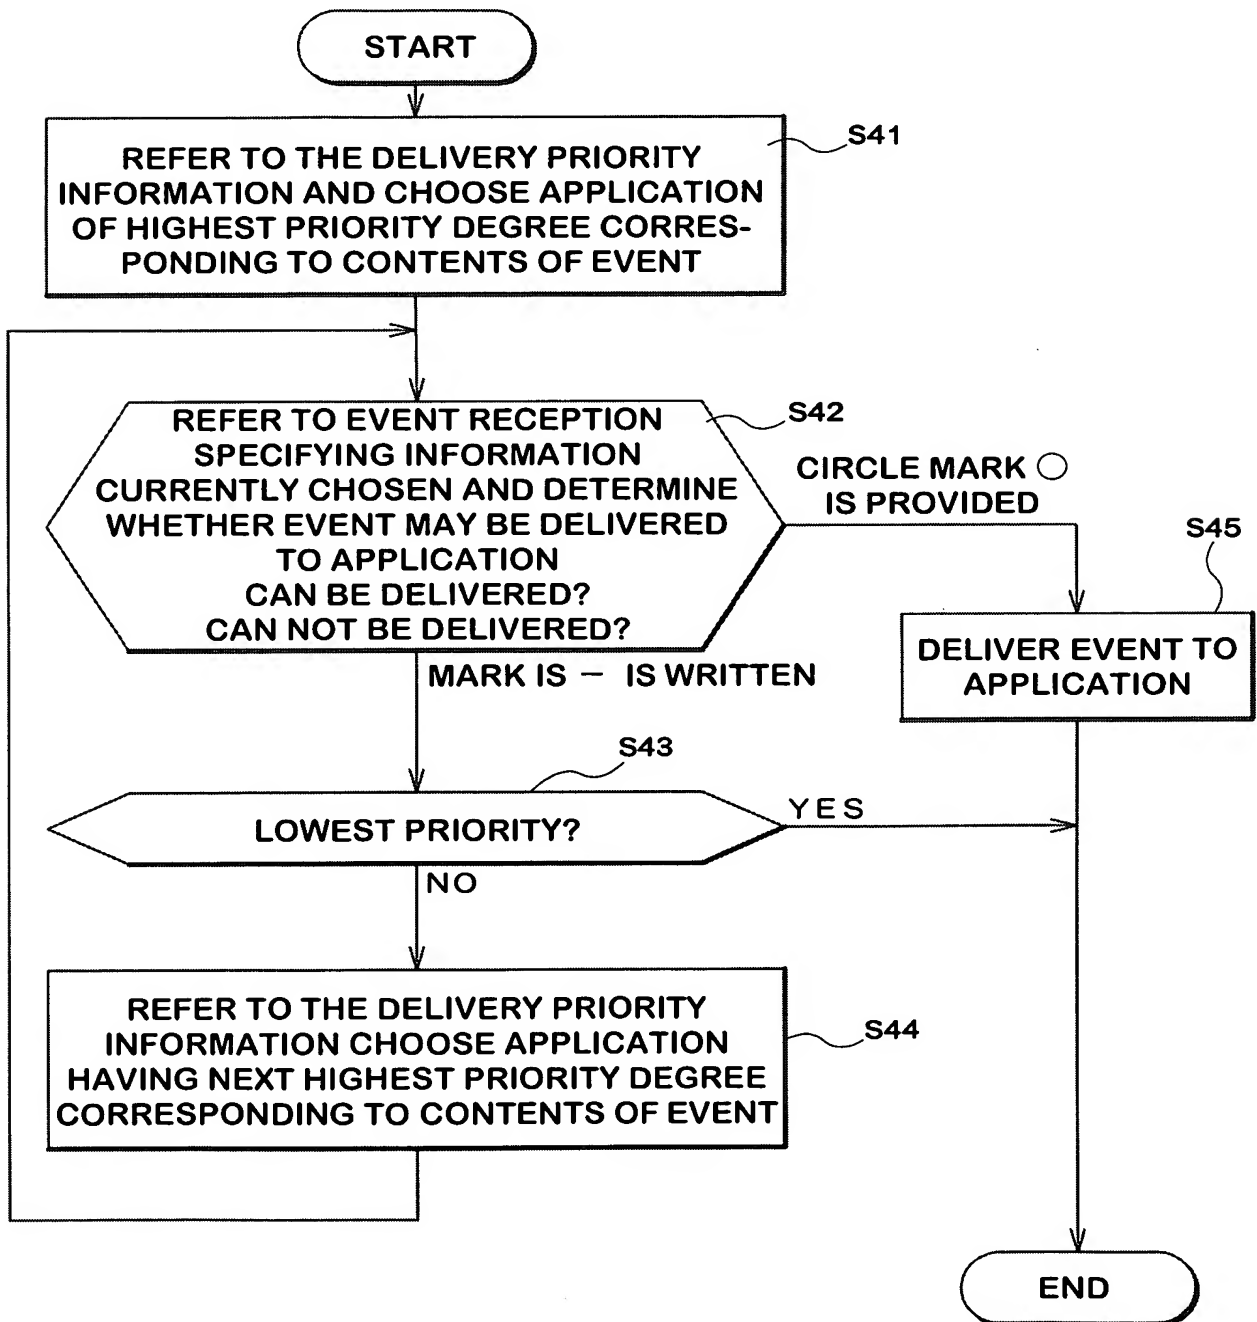 START
S41
REFER TO THE DELIVERY PRIORITY
INFORMATION AND CHOOSE APPLICATION
OF HIGHEST PRIORITY DEGREE CORRES-
PONDING TO CONTENTS OF EVENT
S42
REFER TO EVENT RECEPTION
SPECIFYING INFORMATION
CURRENTLY CHOSEN AND DETERMINE
WHETHER EVENT MAY BE DELIVERED
TO APPLICATION
CAN BE DELIVERED?
CAN NOT BE DELIVERED?
CIRCLE MARK ○
IS PROVIDED
S45
DELIVER EVENT TO
APPLICATION
MARK IS — IS WRITTEN
S43
LOWEST PRIORITY?
YES
NO
S44
REFER TO THE DELIVERY PRIORITY
INFORMATION CHOOSE APPLICATION
HAVING NEXT HIGHEST PRIORITY DEGREE
CORRESPONDING TO CONTENTS OF EVENT
END